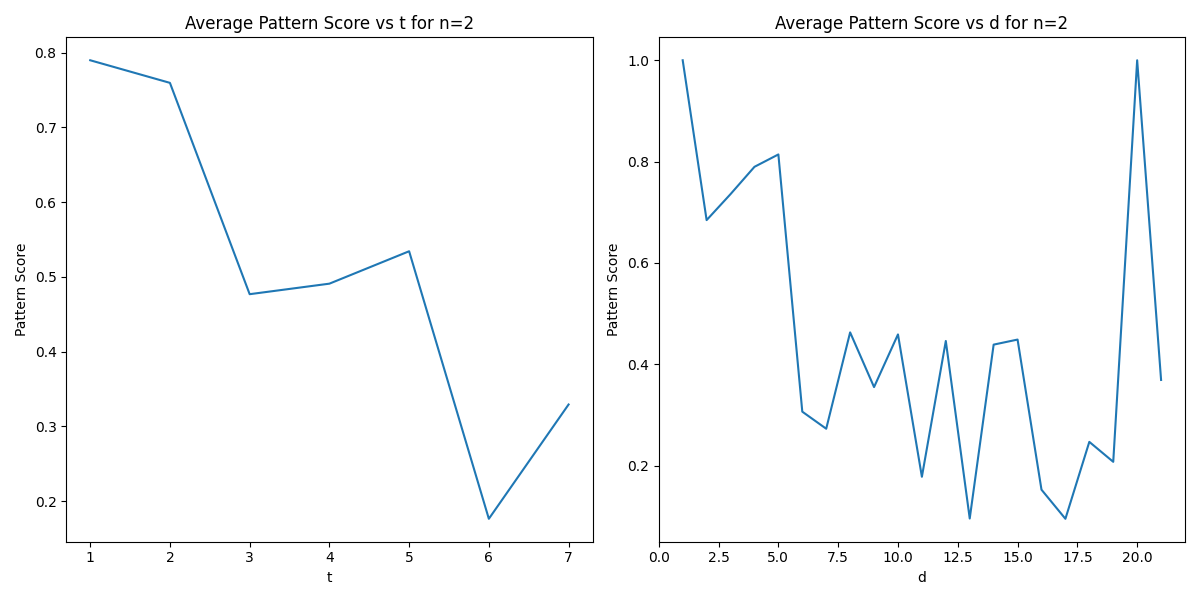 Average Pattern Score vs t for n=2
Pattern Score
0.8
0.7
0.6
0.5
0.4
0.3
0.2
1 2 3 4 5 6 7
t
Average Pattern Score vs d for n=2
Pattern Score
1.0
0.8
0.6
0.4
0.2
0.0 2.5 5.0 7.5 10.0 12.5 15.0 17.5 20.0
d